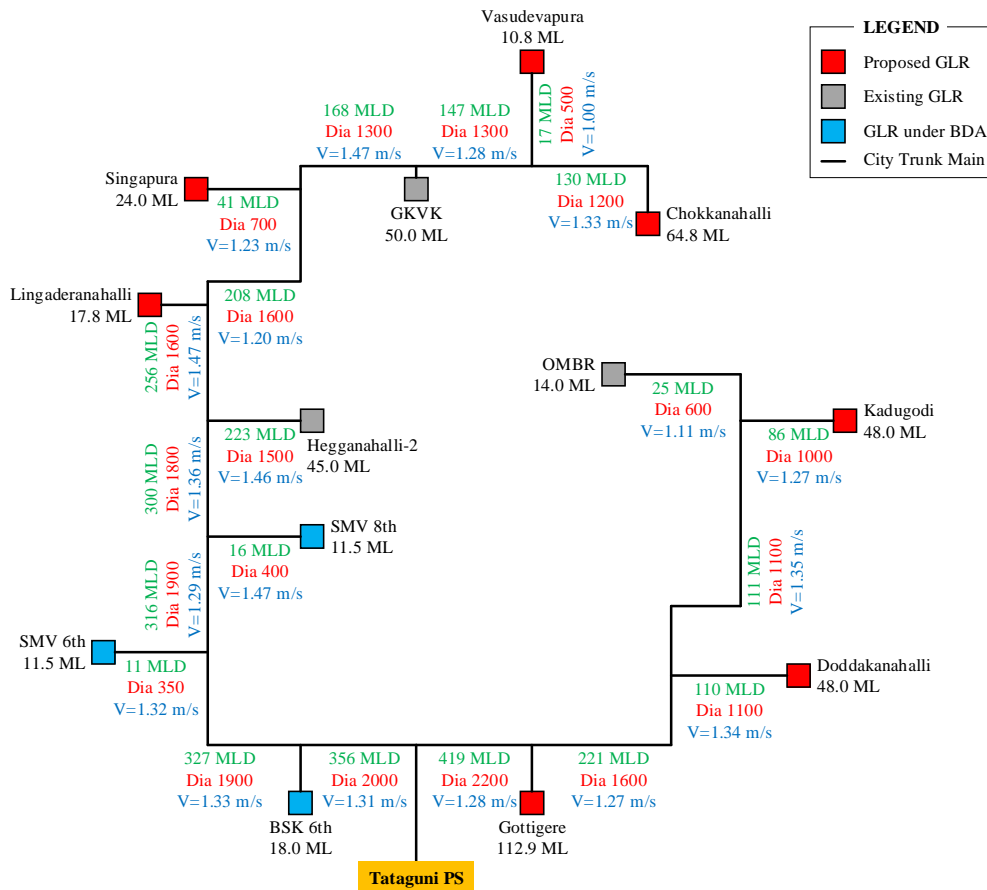 Vasudevapura
10.8 ML
LEGEND
Proposed GLR
Existing GLR
GLR under BDA
City Trunk Main
168 MLD
Dia 1300
V=1.47 m/s
147 MLD
Dia 1300
V=1.28 m/s
17 MLD
Dia 500
V=1.00 m/s
Singapura
24.0 ML
41 MLD
Dia 700
V=1.23 m/s
GKVK
50.0 ML
130 MLD
Dia 1200
V=1.33 m/s
Chokkanahalli
64.8 ML
Lingaderanahalli
17.8 ML
208 MLD
Dia 1600
V=1.20 m/s
256 MLD
Dia 1600
V=1.47 m/s
OMBR
14.0 ML
25 MLD
Dia 600
V=1.11 m/s
Kadugodi
48.0 ML
86 MLD
Dia 1000
V=1.27 m/s
223 MLD
Dia 1500
V=1.46 m/s
Hegganahalli-2
45.0 ML
300 MLD
Dia 1800
V=1.36 m/s
SMV 8th
11.5 ML
16 MLD
Dia 400
V=1.47 m/s
111 MLD
Dia 1100
V=1.35 m/s
316 MLD
Dia 1900
V=1.29 m/s
SMV 6th
11.5 ML
11 MLD
Dia 350
V=1.32 m/s
Doddakanahalli
48.0 ML
110 MLD
Dia 1100
V=1.34 m/s
327 MLD
Dia 1900
V=1.33 m/s
356 MLD
Dia 2000
V=1.31 m/s
419 MLD
Dia 2200
V=1.28 m/s
221 MLD
Dia 1600
V=1.27 m/s
BSK 6th
18.0 ML
Gottigere
112.9 ML
Tataguni PS